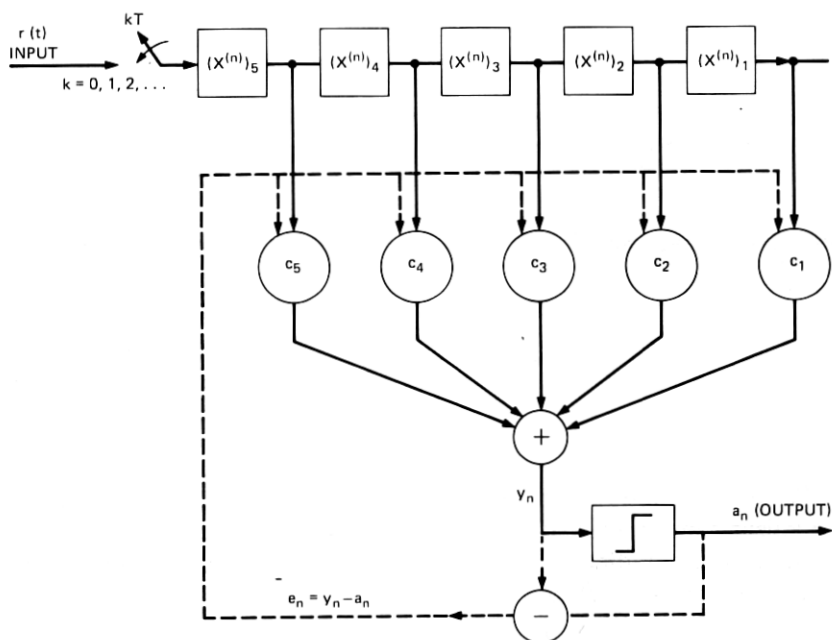 r (t)
INPUT
kT
k = 0, 1, 2, . . .
(X⁽ⁿ⁾)₅
(X⁽ⁿ⁾)₄
(X⁽ⁿ⁾)₃
(X⁽ⁿ⁾)₂
(X⁽ⁿ⁾)₁
c₅
c₄
c₃
c₂
c₁
+
yₙ
aₙ (OUTPUT)
eₙ = yₙ − aₙ
−